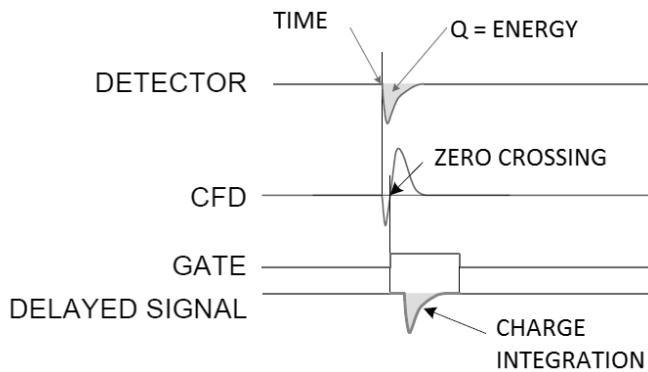 TIME
Q = ENERGY
DETECTOR
ZERO CROSSING
CFD
GATE
DELAYED SIGNAL
CHARGE
INTEGRATION